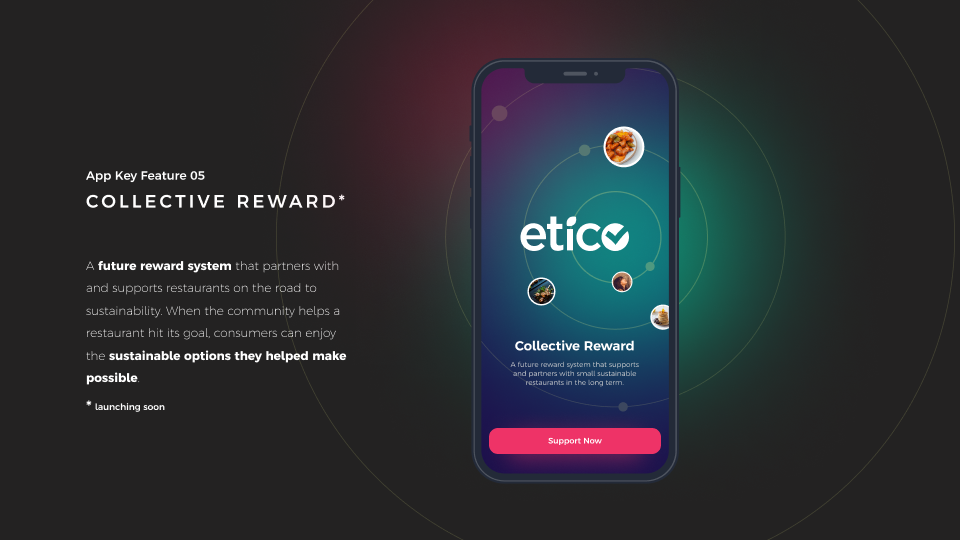 App Key Feature 05
COLLECTIVE REWARD*
A future reward system that partners with
and supports restaurants on the road to
sustainability. When the community helps a
restaurant hit its goal, consumers can enjoy
the sustainable options they helped make
possible.
* launching soon
etico
Collective Reward
A future reward system that supports
and partners with small sustainable
restaurants in the long term.
Support Now